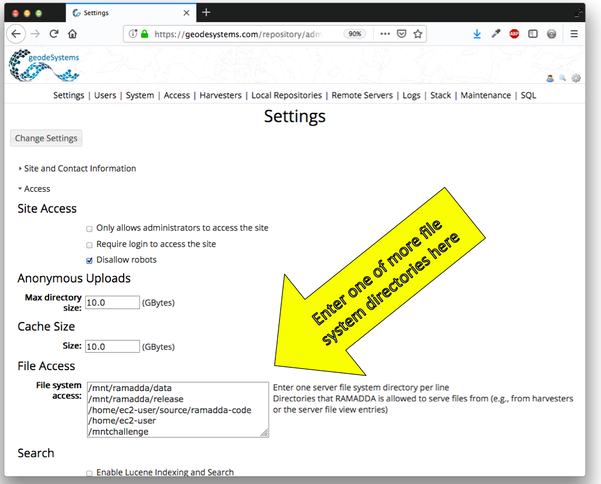 Settings
https://geodesystems.com/repository/adm
90%
ABP
geodeSystems
Settings | Users | System | Access | Harvesters | Local Repositories | Remote Servers | Logs | Stack | Maintenance | SQL
Settings
Change Settings
Site and Contact Information
Access
Site Access
Only allows administrators to access the site
Require login to access the site
Disallow robots
Anonymous Uploads
Max directory
size: 10.0 (GBytes)
Cache Size
Size: 10.0 (GBytes)
File Access
File system
access:
/mnt/ramadda/data
/mnt/ramadda/release
/home/ec2-user/source/ramadda-code
/home/ec2-user
/mntchallenge
Enter one server file system directory per line
Directories that RAMADDA is allowed to serve files from (e.g., from harvesters
or the server file view entries)
Enter one of more file
system directories here
Search
Enable Lucene Indexing and Search